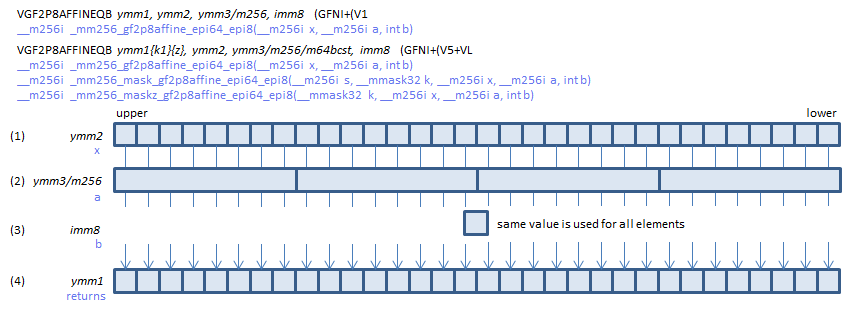 VGF2P8AFFINEQB ymm1, ymm2, ymm3/m256, imm8 (GFNI+(V1
__m256i _mm256_gf2p8affine_epi64_epi8(__m256i x, __m256i a, int b)
VGF2P8AFFINEQB ymm1{k1}{z}, ymm2, ymm3/m256/m64bcst, imm8 (GFNI+(V5+VL
__m256i _mm256_gf2p8affine_epi64_epi8(__m256i x, __m256i a, int b)
__m256i _mm256_mask_gf2p8affine_epi64_epi8(__m256i s, __mmask32 k, __m256i x, __m256i a, int b)
__m256i _mm256_maskz_gf2p8affine_epi64_epi8(__mmask32 k, __m256i x, __m256i a, int b)
upper lower
(1) ymm2
x
(2) ymm3/m256
a
(3) imm8 same value is used for all elements
b
(4) ymm1
returns